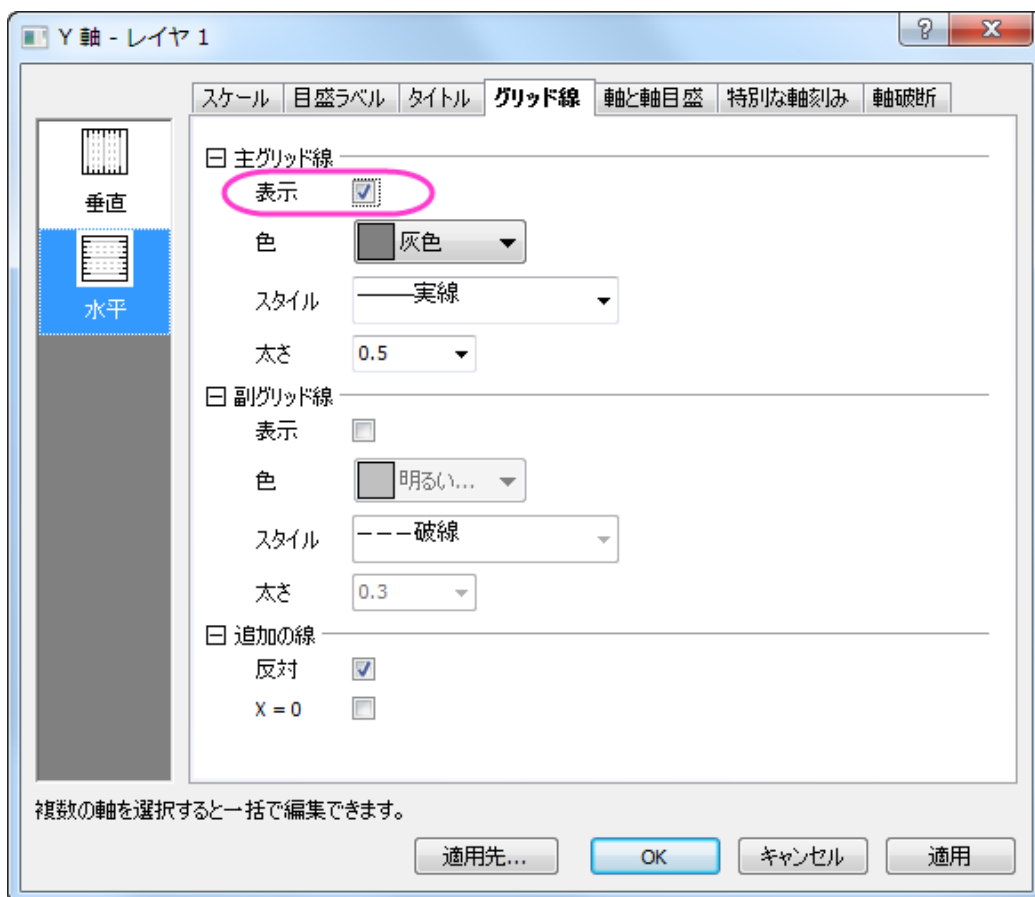 Y 軸 - レイヤ 1
スケール 目盛ラベル タイトル グリッド線 軸と軸目盛 特別な軸刻み 軸破断
垂直
水平
主グリッド線
表示
色 灰色
スタイル 実線
太さ 0.5
副グリッド線
表示
色 明るい...
スタイル 破線
太さ 0.3
追加の線
反対
X = 0
複数の軸を選択すると一括で編集できます。
適用先... OK キャンセル 適用